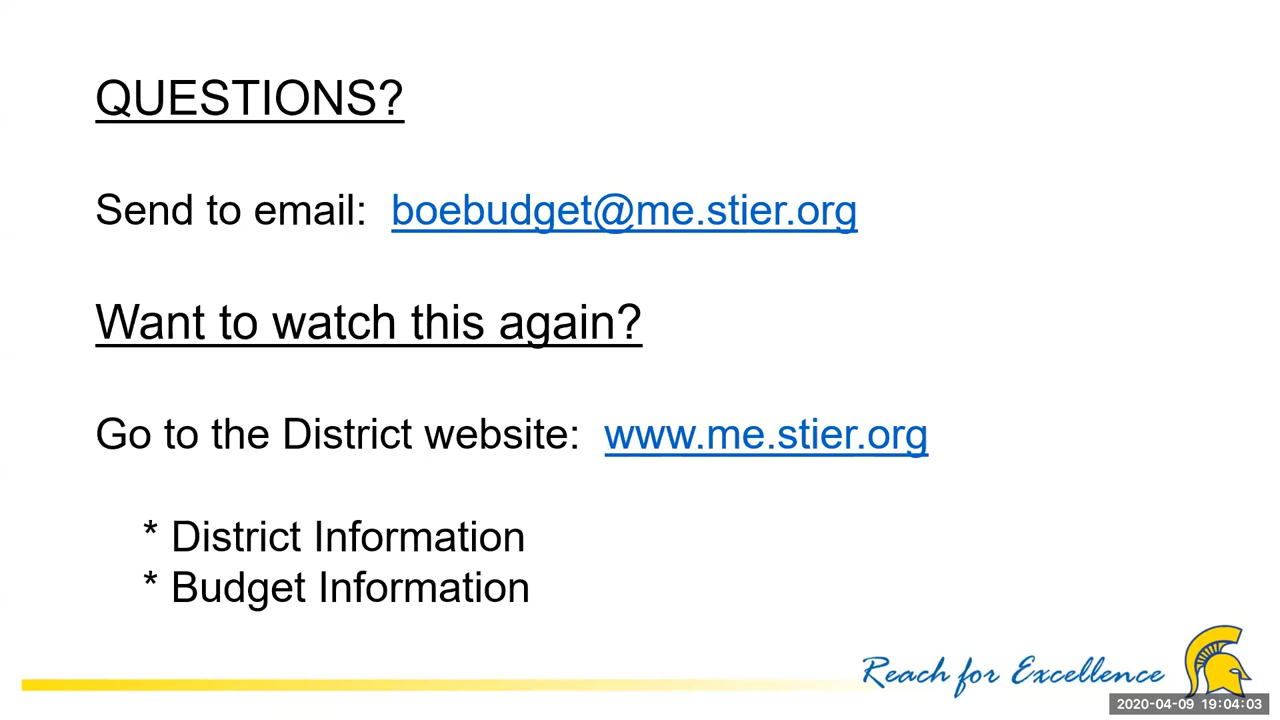 QUESTIONS?
Send to email: boebudget@me.stier.org
Want to watch this again?
Go to the District website: www.me.stier.org
* District Information
* Budget Information
Reach for Excellence
2020-04-09 19:04:03